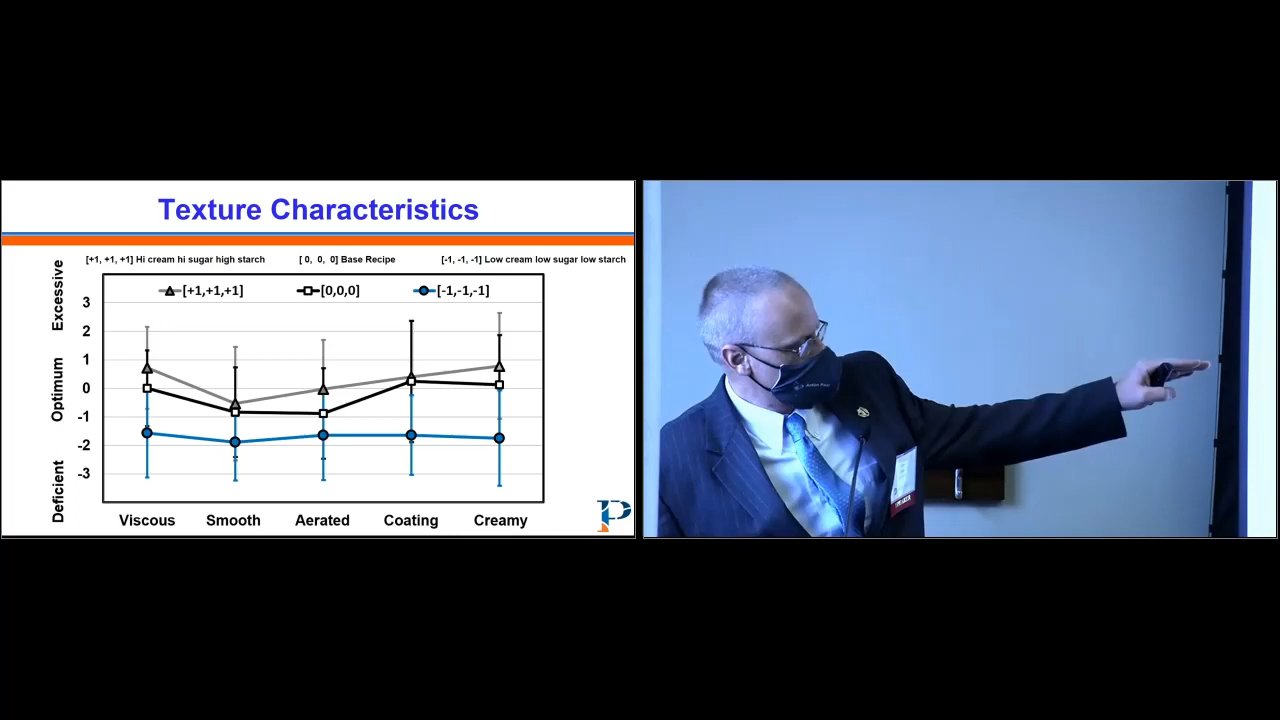 Texture Characteristics
[+1, +1, +1] Hi cream hi sugar high starch
[ 0, 0, 0] Base Recipe
[-1, -1, -1] Low cream low sugar low starch
Excessive
Optimum
Deficient
[+1,+1,+1]
[0,0,0]
[-1,-1,-1]
3
2
1
0
-1
-2
-3
Viscous
Smooth
Aerated
Coating
Creamy
P